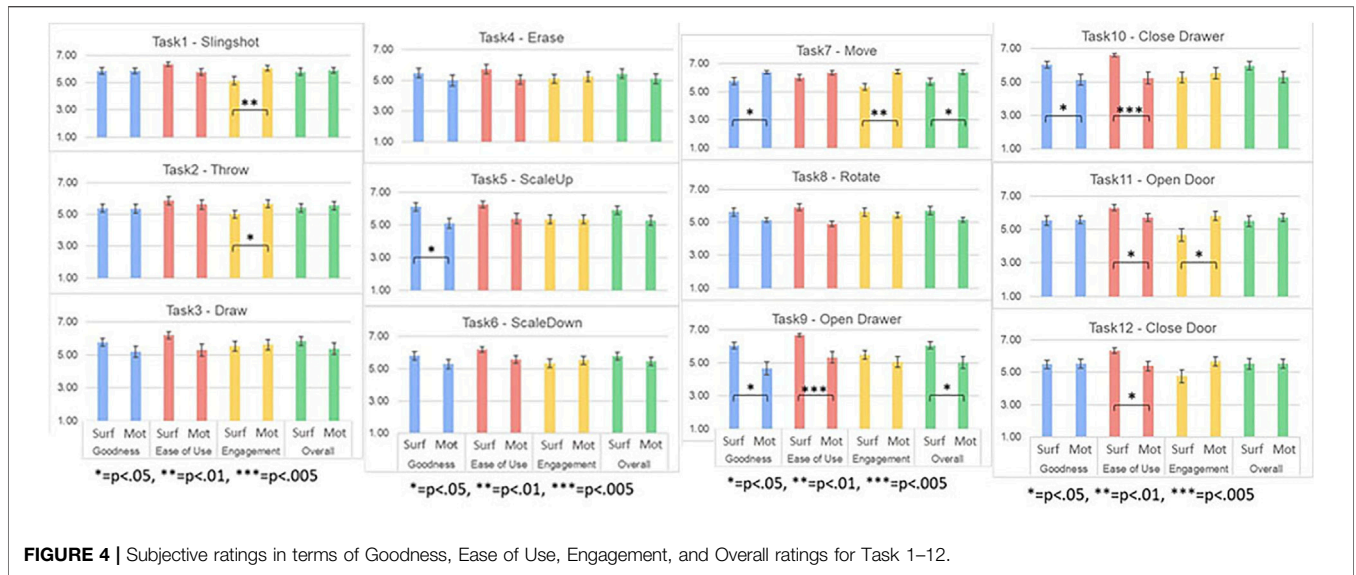 Task1 - Slingshot
7.00
5.00
3.00
1.00
**
Task2 - Throw
7.00
5.00
3.00
1.00
*
Task3 - Draw
7.00
5.00
3.00
1.00
Surf Mot Surf Mot Surf Mot Surf Mot
Goodness Ease of Use Engagement Overall
*=p<.05, **=p<.01, ***=p<.005
Task4 - Erase
7.00
5.00
3.00
1.00
Task5 - ScaleUp
7.00
5.00
3.00
1.00
*
Task6 - ScaleDown
7.00
5.00
3.00
1.00
Surf Mot Surf Mot Surf Mot Surf Mot
Goodness Ease of Use Engagement Overall
*=p<.05, **=p<.01, ***=p<.005
Task7 - Move
7.00
5.00
3.00
1.00
* ** *
Task8 - Rotate
7.00
5.00
3.00
1.00
Task9 - Open Drawer
7.00
5.00
3.00
1.00
* *** *
Surf Mot Surf Mot Surf Mot Surf Mot
Goodness Ease of Use Engagement Overall
*=p<.05, **=p<.01, ***=p<.005
Task10 - Close Drawer
7.00
5.00
3.00
1.00
* ***
Task11 - Open Door
7.00
5.00
3.00
1.00
* *
Task12 - Close Door
7.00
5.00
3.00
1.00
*
Surf Mot Surf Mot Surf Mot Surf Mot
Goodness Ease of Use Engagement Overall
*=p<.05, **=p<.01, ***=p<.005
FIGURE 4 | Subjective ratings in terms of Goodness, Ease of Use, Engagement, and Overall ratings for Task 1–12.